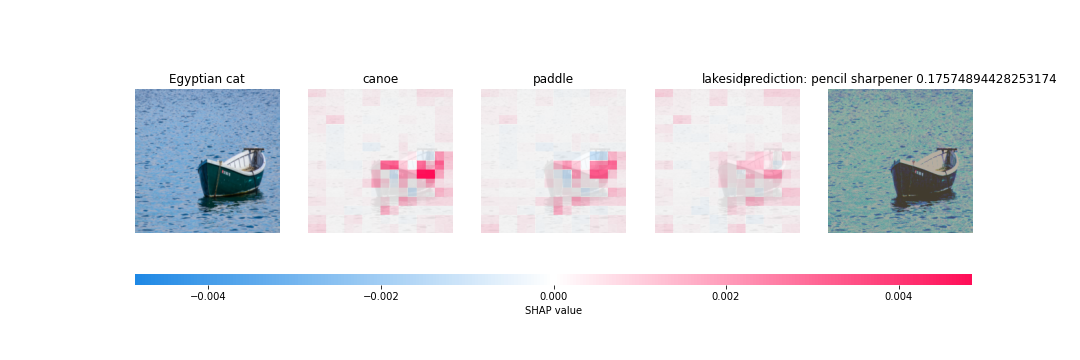 Egyptian cat
canoe
paddle
lakeside
prediction: pencil sharpener 0.17574894428253174
−0.004
−0.002
0.000
0.002
0.004
SHAP value